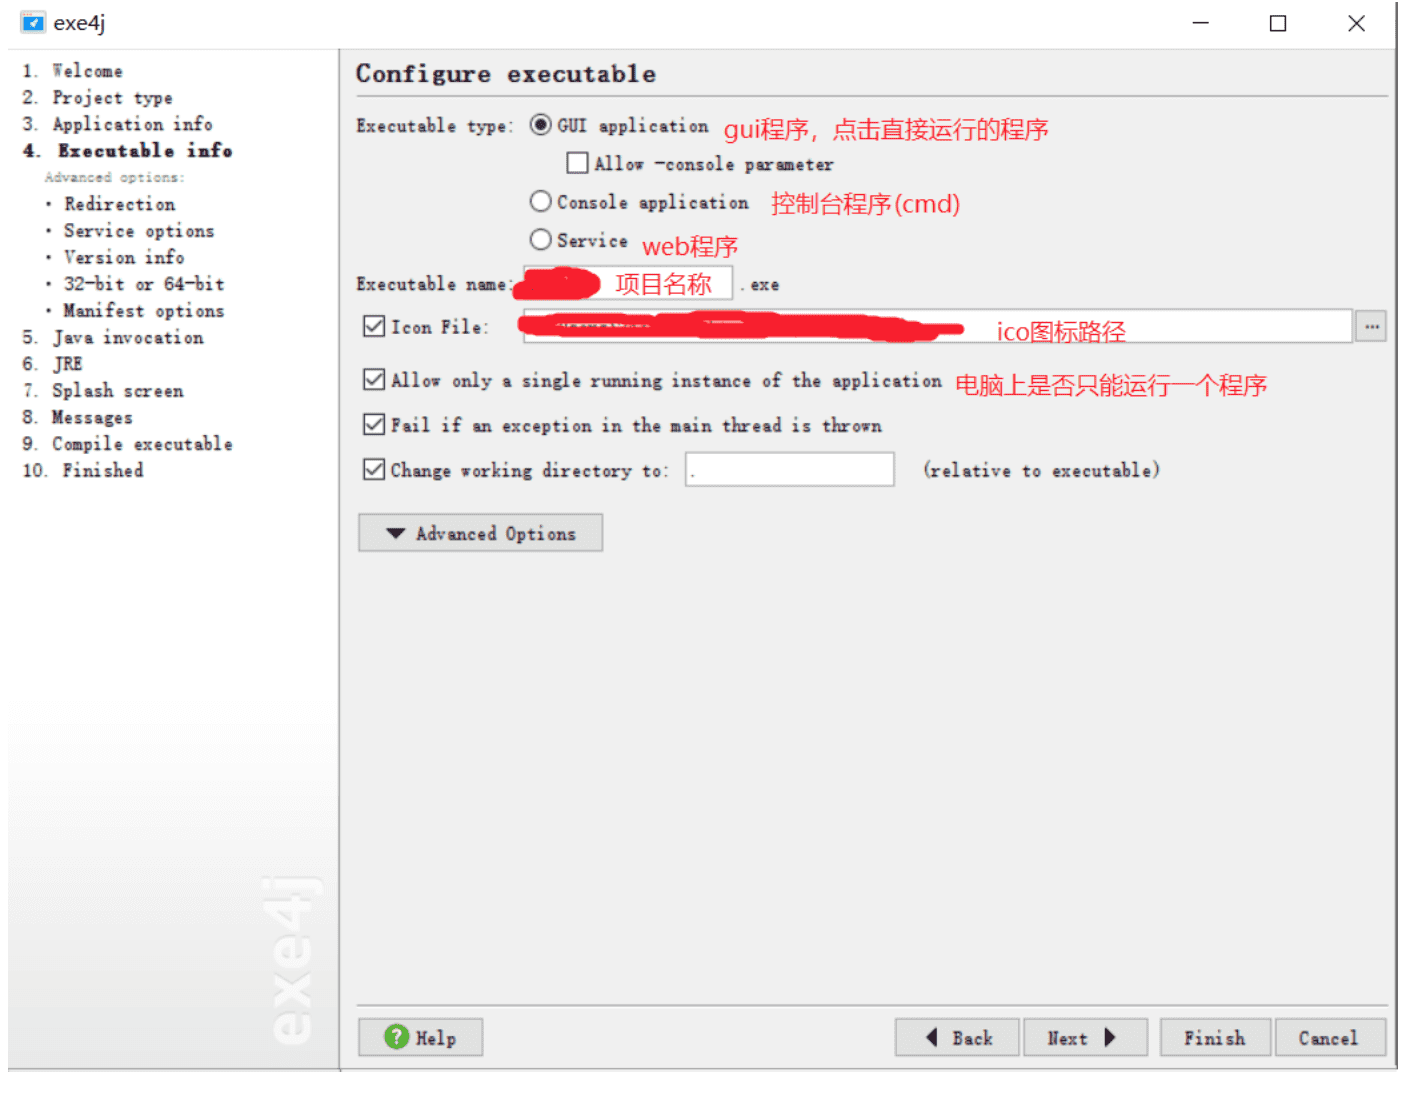 exe4j
1. Welcome
2. Project type
3. Application info
4. Executable info
Advanced options:
· Redirection
· Service options
· Version info
· 32-bit or 64-bit
· Manifest options
5. Java invocation
6. JRE
7. Splash screen
8. Messages
9. Compile executable
10. Finished
exe4j
Configure executable
Executable type: GUI application gui程序，点击直接运行的程序
Allow -console parameter
Console application 控制台程序(cmd)
Service web程序
Executable name: 项目名称 .exe
Icon File: ico图标路径 ...
Allow only a single running instance of the application 电脑上是否只能运行一个程序
Fail if an exception in the main thread is thrown
Change working directory to: . (relative to executable)
Advanced Options
Help Back Next Finish Cancel